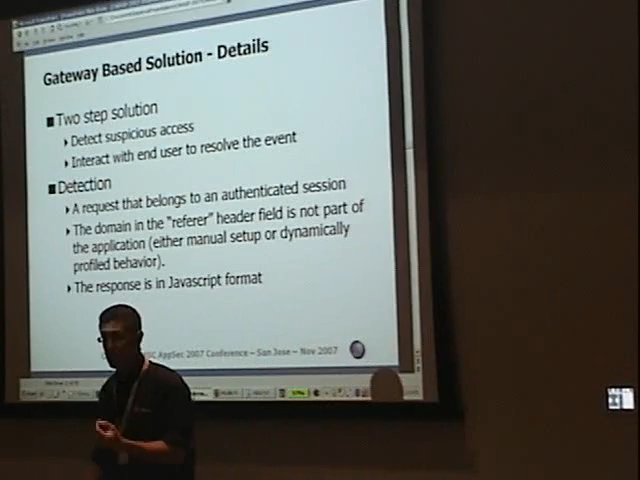 Gateway Based Solution - Details
Two step solution
Detect suspicious access
Interact with end user to resolve the event
Detection
A request that belongs to an authenticated session
The domain in the "referer" header field is not part of
the application (either manual setup or dynamically
profiled behavior).
The response is in Javascript format
AppSec 2007 Conference – San Jose – Nov 2007